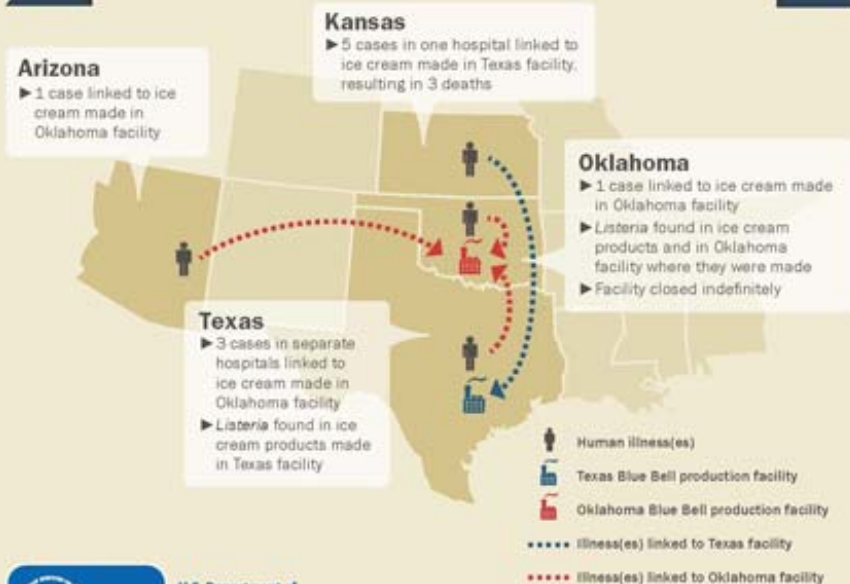 Kansas
▶ 5 cases in one hospital linked to
ice cream made in Texas facility,
resulting in 3 deaths
Arizona
▶ 1 case linked to ice
cream made in
Oklahoma facility
Oklahoma
▶ 1 case linked to ice cream made
in Oklahoma facility
▶ Listeria found in ice cream
products and in Oklahoma
facility where they were made
▶ Facility closed indefinitely
Texas
▶ 3 cases in separate
hospitals linked to
ice cream made in
Oklahoma facility
▶ Listeria found in ice
cream products made
in Texas facility
Human illness(es)
Texas Blue Bell production facility
Oklahoma Blue Bell production facility
Illness(es) linked to Texas facility
Illness(es) linked to Oklahoma facility